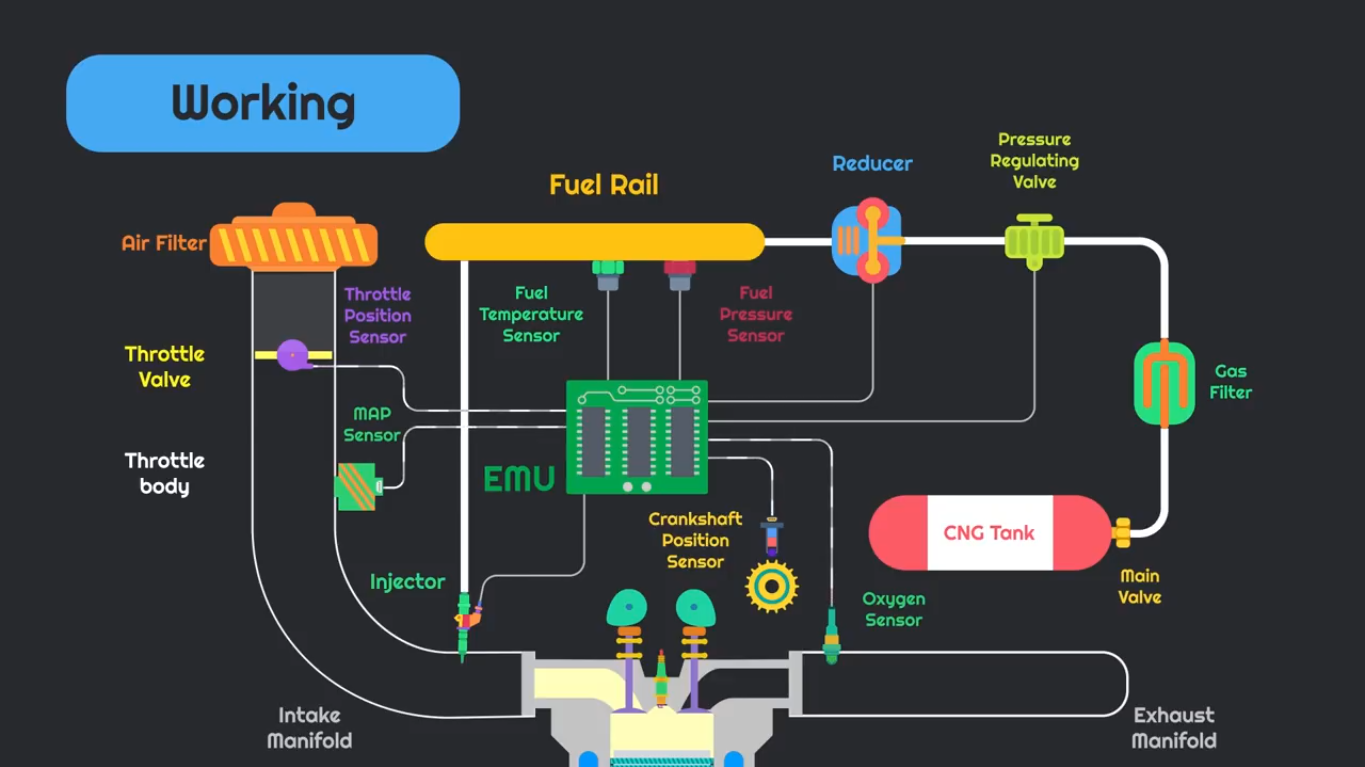 Working
Pressure
Regulating
Valve
Reducer
Fuel Rail
Air Filter
Throttle
Position
Sensor
Fuel
Temperature
Sensor
Fuel
Pressure
Sensor
Throttle
Valve
Gas
Filter
MAP
Sensor
Throttle
body
EMU
Crankshaft
Position
Sensor
CNG Tank
Injector
Main
Valve
Oxygen
Sensor
Intake
Manifold
Exhaust
Manifold